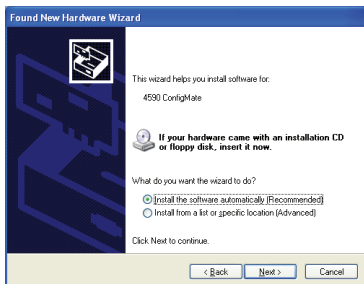 Found New Hardware Wizard
This wizard helps you install software for:
4590 ConfigMate
If your hardware came with an installation CD
or floppy disk, insert it now.
What do you want the wizard to do?
Install the software automatically (Recommended)
Install from a list or specific location (Advanced)
Click Next to continue.
< Back
Next >
Cancel